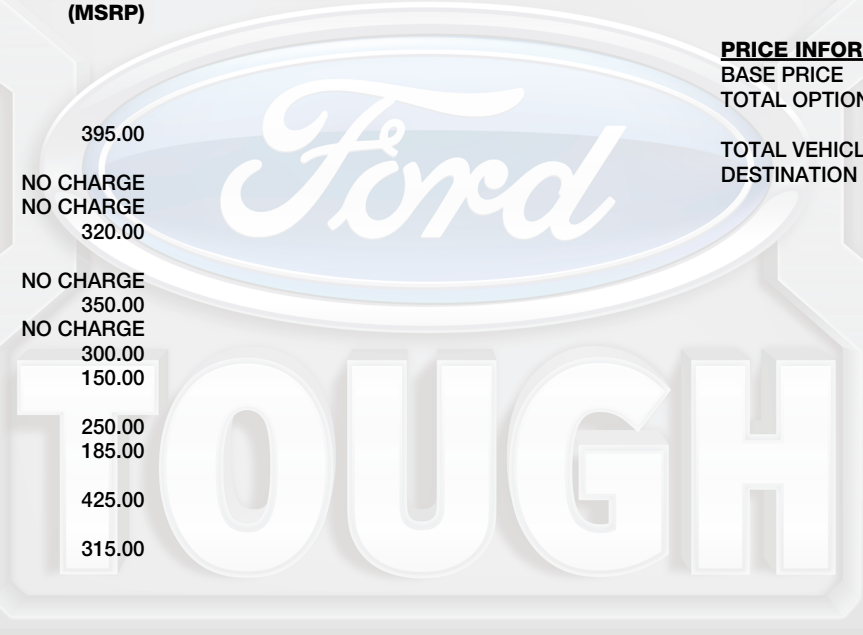 (MSRP)
395.00
NO CHARGE
NO CHARGE
320.00
NO CHARGE
350.00
NO CHARGE
300.00
150.00
250.00
185.00
425.00
315.00
PRICE INFOR
BASE PRICE
TOTAL OPTION
TOTAL VEHICL
DESTINATION
Ford
TOUGH